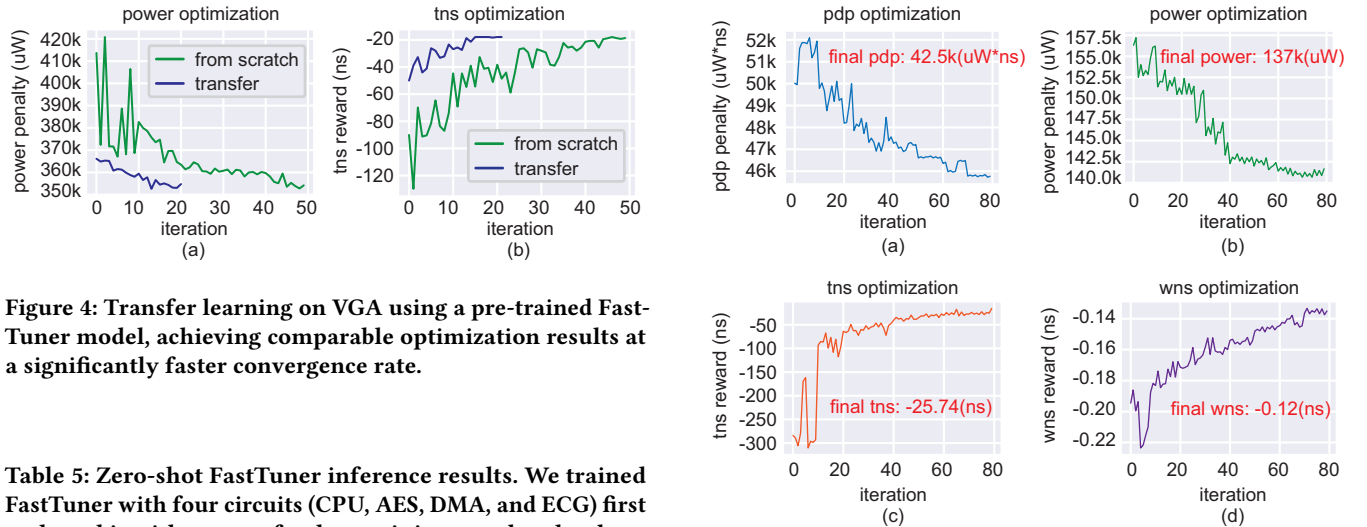 power optimization
420k
410k
400k
390k
380k
370k
360k
350k
power penalty (uW)
from scratch
transfer
0 10 20 30 40 50
iteration
(a)
tns optimization
-20
-40
-60
-80
-100
-120
tns reward (ns)
from scratch
transfer
0 10 20 30 40 50
iteration
(b)
Figure 4: Transfer learning on VGA using a pre-trained Fast-
Tuner model, achieving comparable optimization results at
a significantly faster convergence rate.
Table 5: Zero-shot FastTuner inference results. We trained
FastTuner with four circuits (CPU, AES, DMA, and ECG) first
pdp optimization
52k
51k
50k
49k
48k
47k
46k
pdp penalty (uW*ns)
final pdp: 42.5k(uW*ns)
0 20 40 60 80
iteration
(a)
power optimization
157.5k
155.0k
152.5k
150.0k
147.5k
145.0k
142.5k
140.0k
power penalty (uW)
final power: 137k(uW)
0 20 40 60 80
iteration
(b)
tns optimization
-50
-100
-150
-200
-250
-300
tns reward (ns)
final tns: -25.74(ns)
0 20 40 60 80
iteration
(c)
wns optimization
-0.14
-0.16
-0.18
-0.20
-0.22
wns reward (ns)
final wns: -0.12(ns)
0 20 40 60 80
iteration
(d)